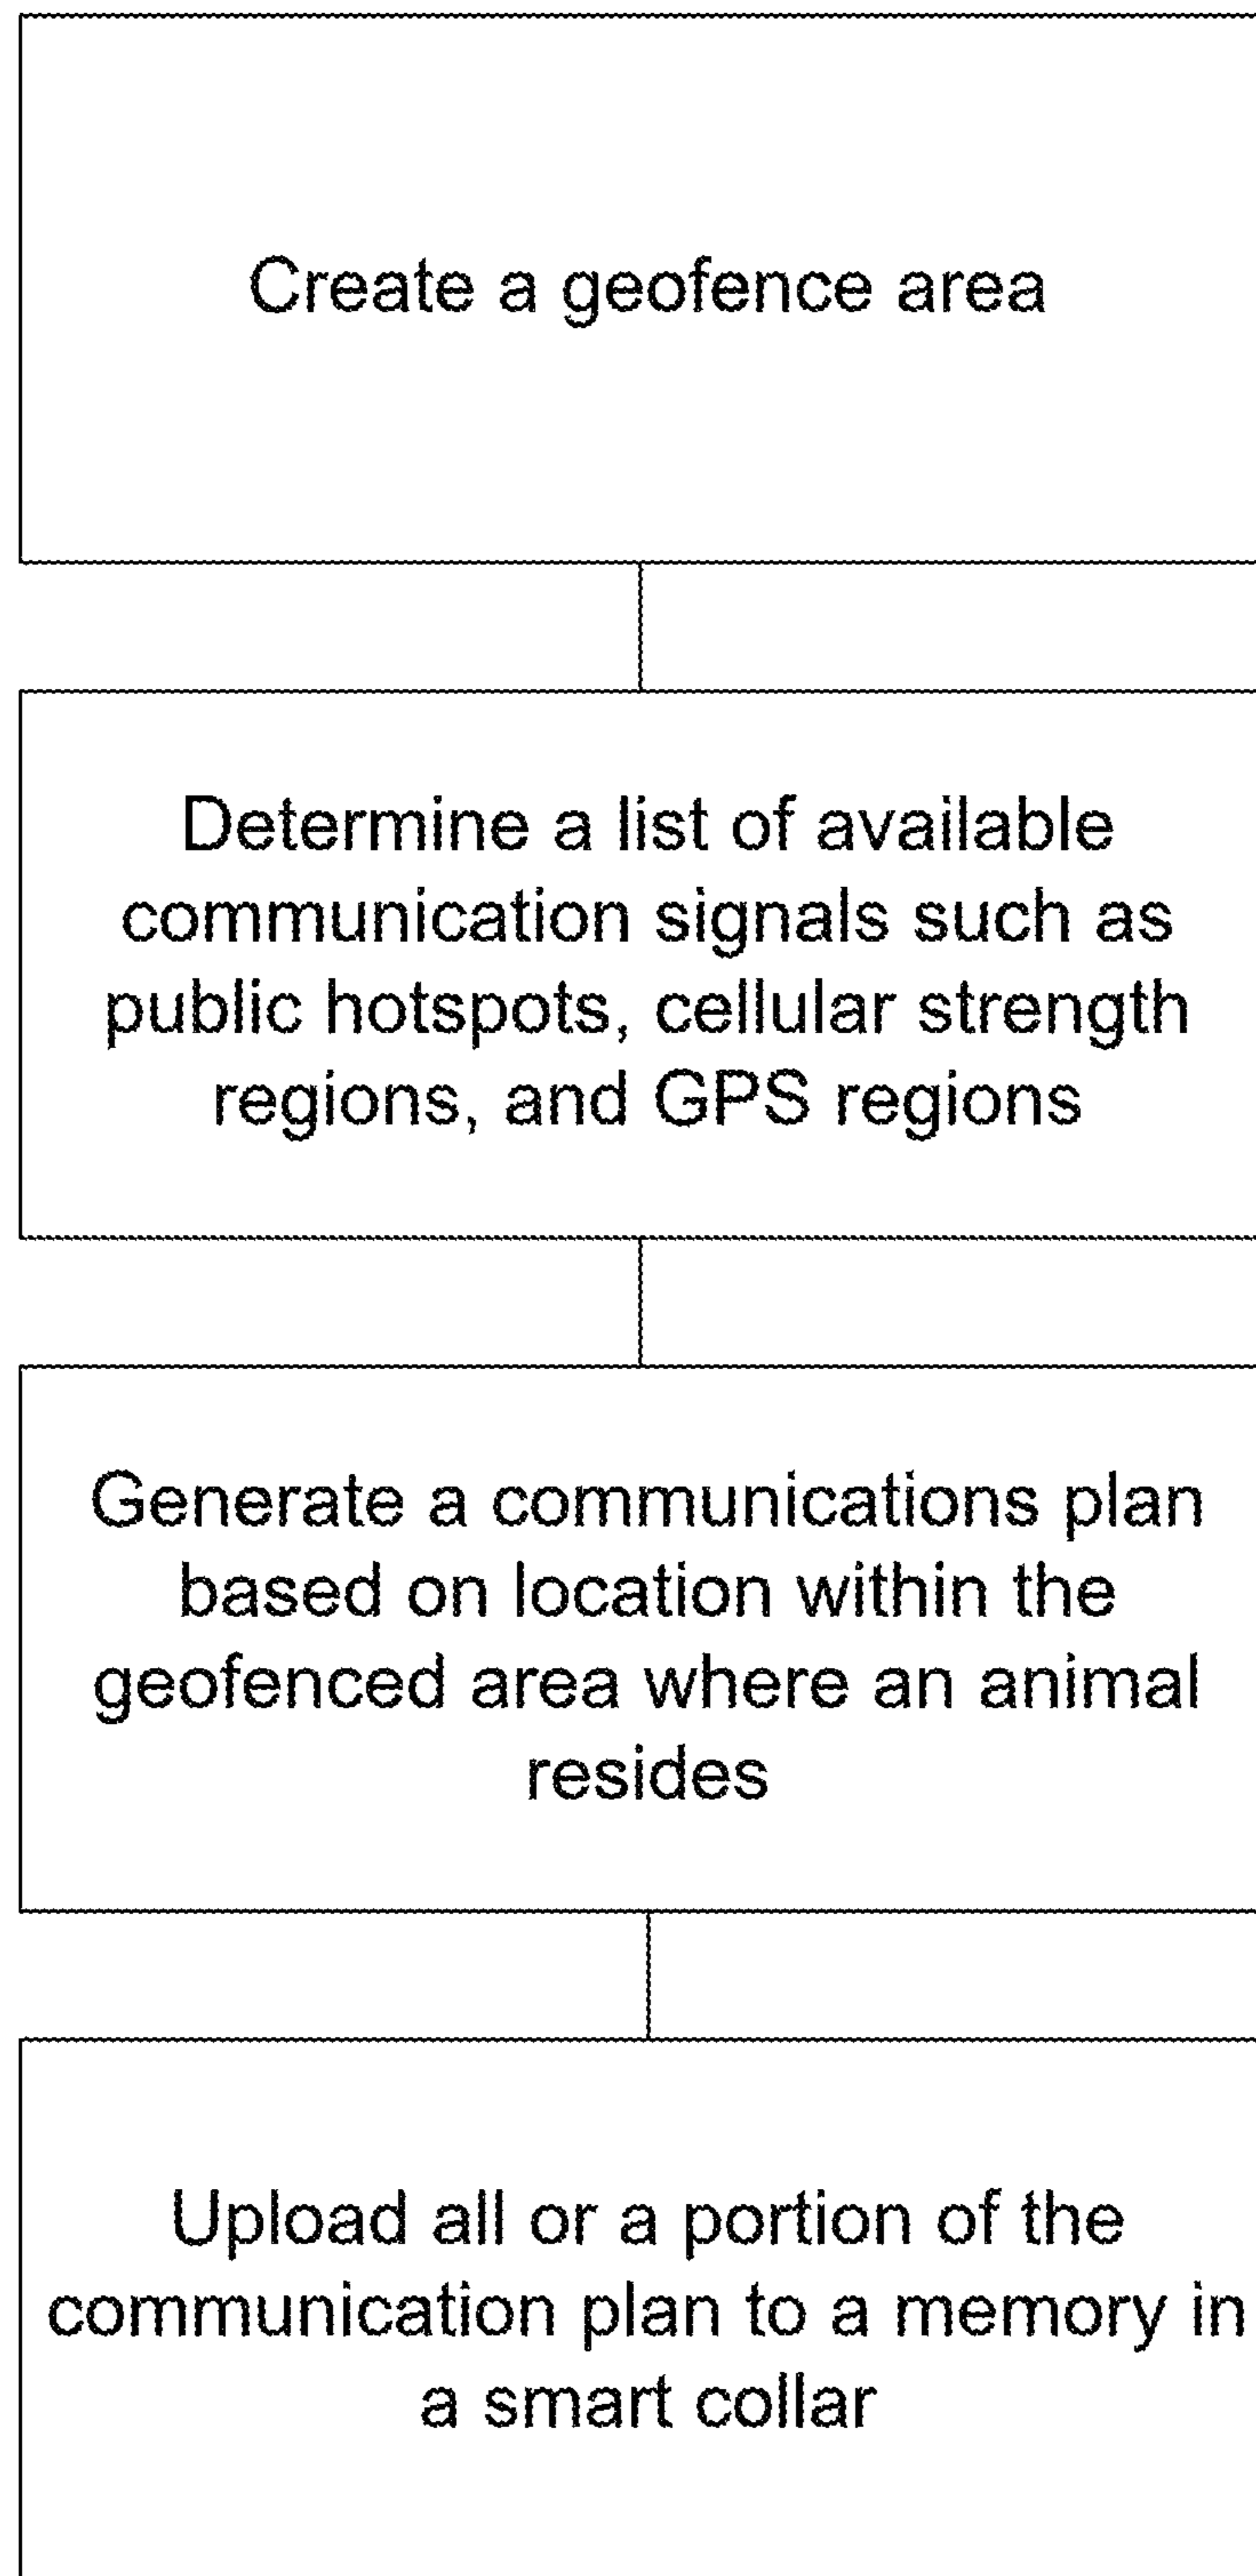 Create a geofence area
Determine a list of available
communication signals such as
public hotspots, cellular strength
regions, and GPS regions
Generate a communications plan
based on location within the
geofenced area where an animal
resides
Upload all or a portion of the
communication plan to a memory in
a smart collar